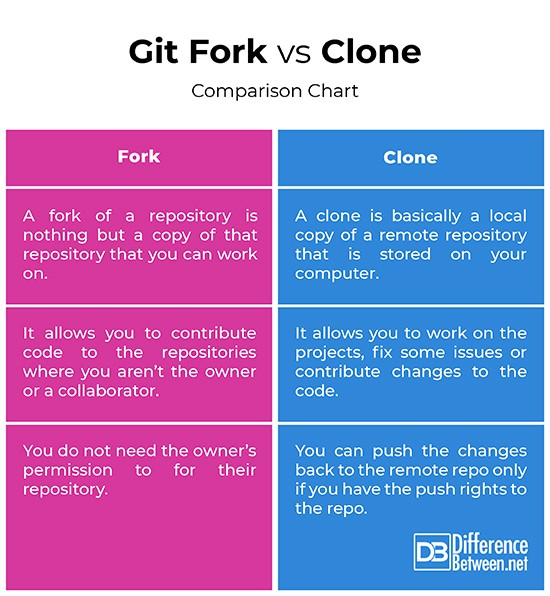 Git Fork vs Clone
Comparison Chart
Fork
Clone
A fork of a repository is
nothing but a copy of that
repository that you can work
on.
A clone is basically a local
copy of a remote repository
that is stored on your
computer.
It allows you to contribute
code to the repositories
where you aren't the owner
or a collaborator.
It allows you to work on the
projects, fix some issues or
contribute changes to the
code.
You do not need the owner's
permission to for their
repository.
You can push the changes
back to the remote repo only
if you have the push rights to
the repo.
DB Difference
Between.net